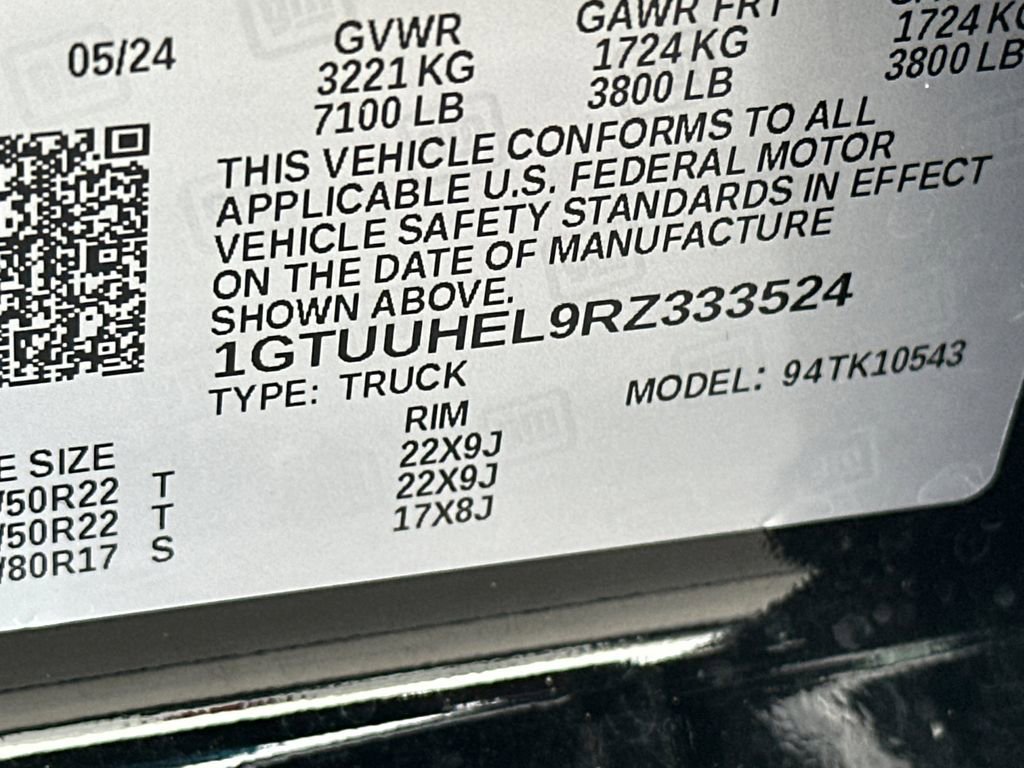 05/24
GVWR
3221 KG
7100 LB
GAWR FRT
1724 KG
3800 LB
1724 KG
3800 LB
THIS VEHICLE CONFORMS TO ALL
APPLICABLE U.S. FEDERAL MOTOR
VEHICLE SAFETY STANDARDS IN EFFECT
ON THE DATE OF MANUFACTURE
SHOWN ABOVE.
1GTUUHEL9RZ333524
TYPE: TRUCK MODEL: 94TK10543
E SIZE RIM
/50R22 T 22X9J
/50R22 T 22X9J
/80R17 S 17X8J